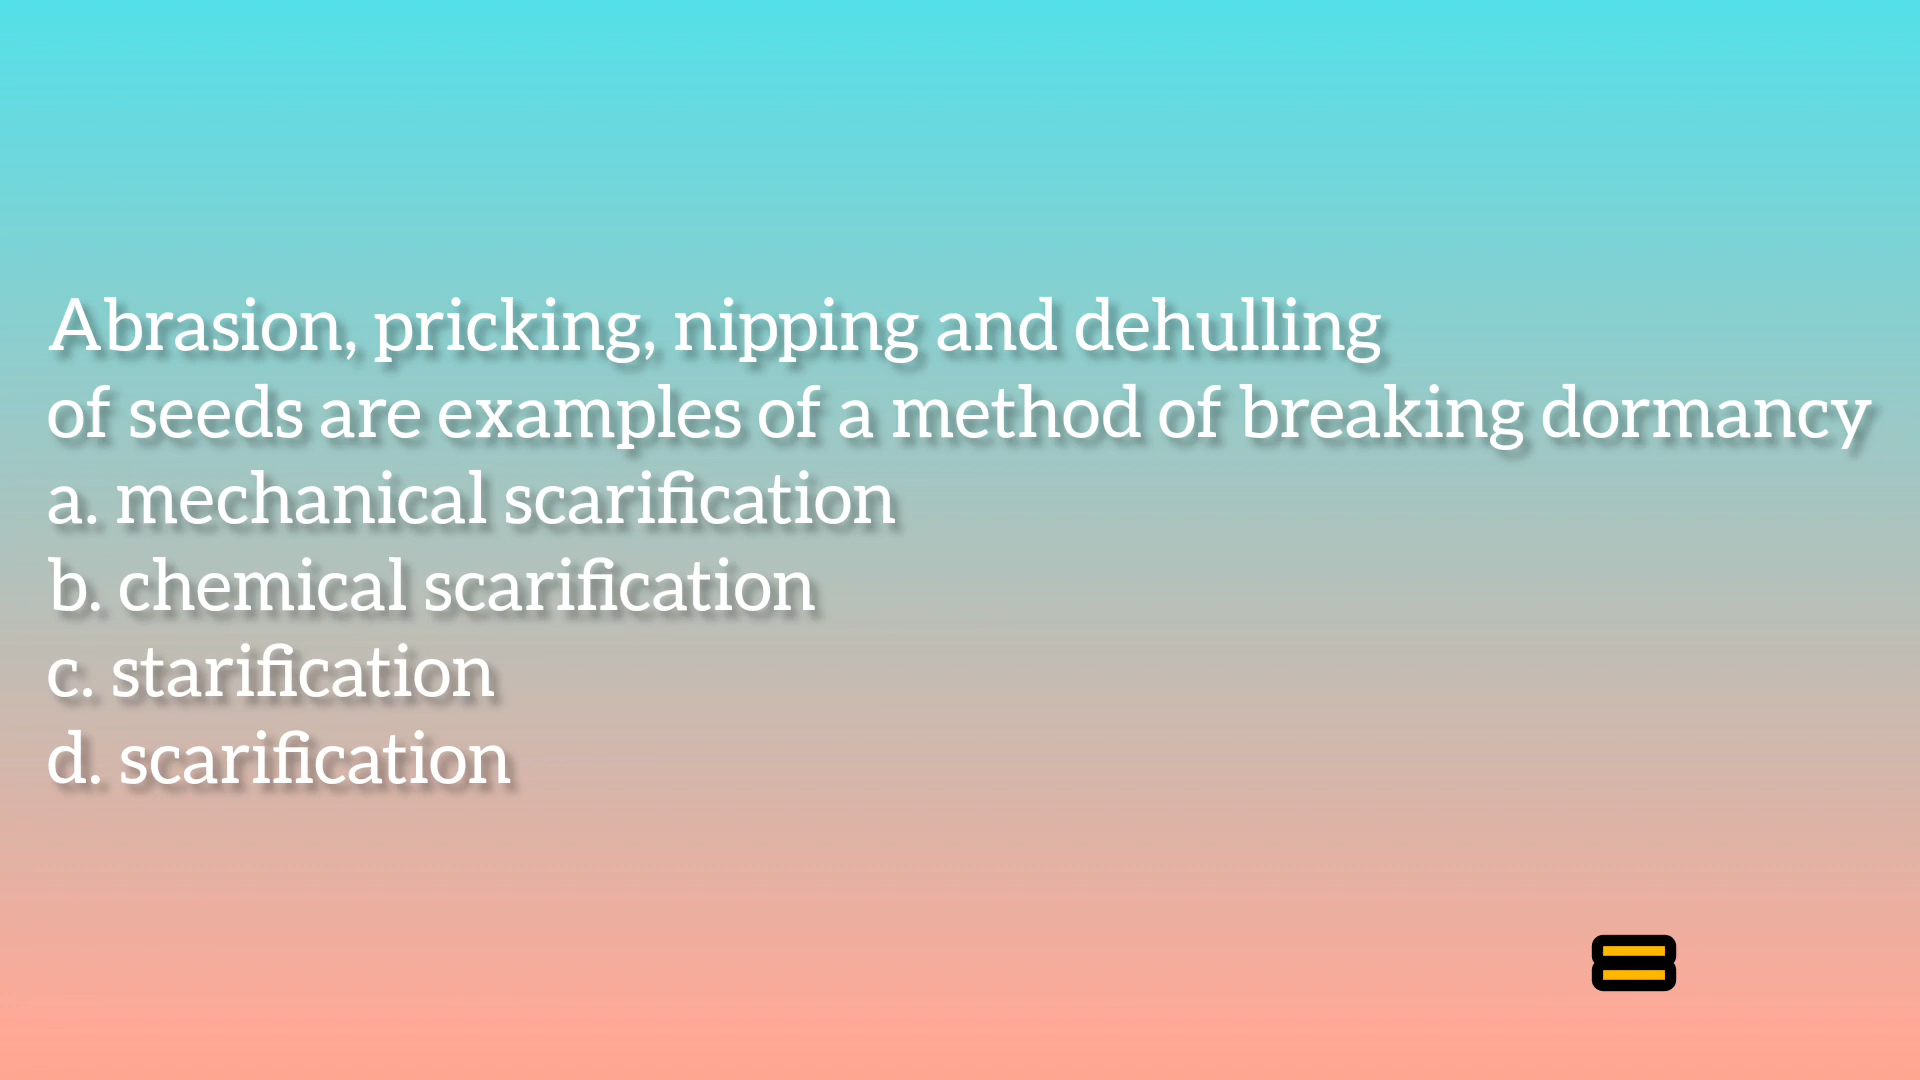 Abrasion, pricking, nipping and dehulling
of seeds are examples of a method of breaking dormancy
a. mechanical scarification
b. chemical scarification
c. starification
d. scarification